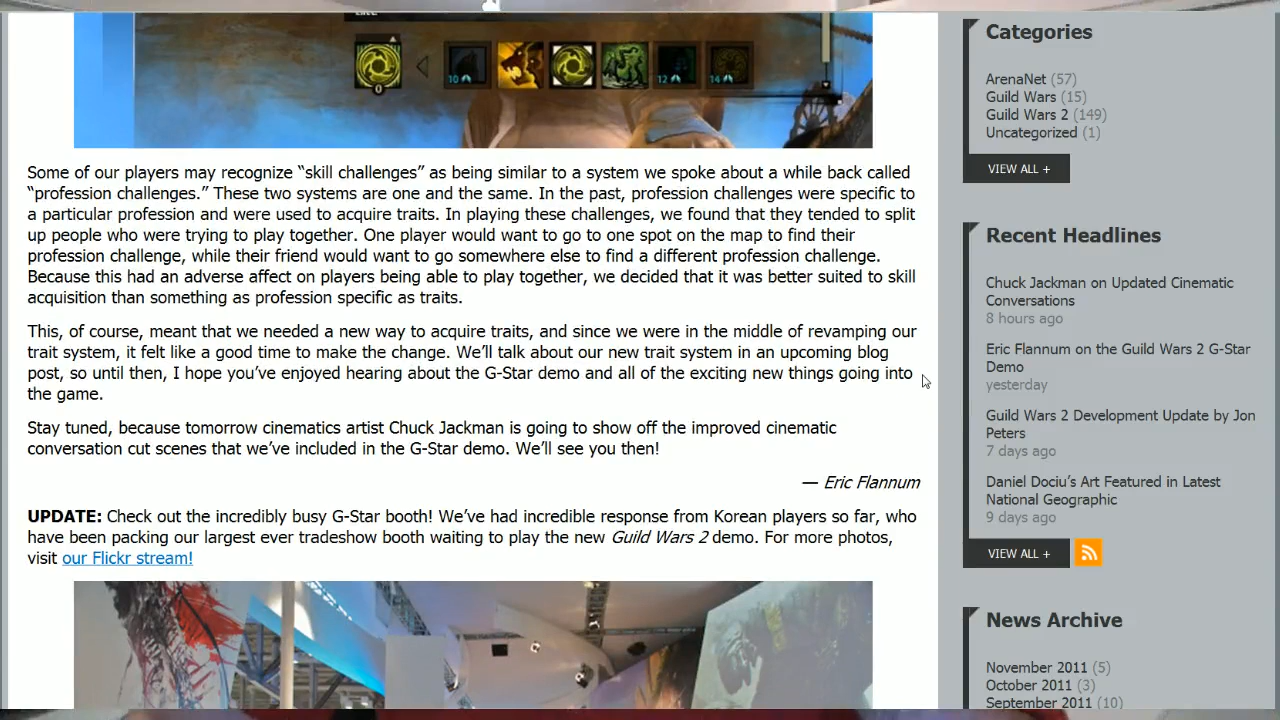 10
12
14
0
Some of our players may recognize “skill challenges” as being similar to a system we spoke about a while back called
“profession challenges.” These two systems are one and the same. In the past, profession challenges were specific to
a particular profession and were used to acquire traits. In playing these challenges, we found that they tended to split
up people who were trying to play together. One player would want to go to one spot on the map to find their
profession challenge, while their friend would want to go somewhere else to find a different profession challenge.
Because this had an adverse affect on players being able to play together, we decided that it was better suited to skill
acquisition than something as profession specific as traits.
This, of course, meant that we needed a new way to acquire traits, and since we were in the middle of revamping our
trait system, it felt like a good time to make the change. We’ll talk about our new trait system in an upcoming blog
post, so until then, I hope you’ve enjoyed hearing about the G-Star demo and all of the exciting new things going into
the game.
Stay tuned, because tomorrow cinematics artist Chuck Jackman is going to show off the improved cinematic
conversation cut scenes that we’ve included in the G-Star demo. We’ll see you then!
— Eric Flannum
UPDATE: Check out the incredibly busy G-Star booth! We’ve had incredible response from Korean players so far, who
have been packing our largest ever tradeshow booth waiting to play the new Guild Wars 2 demo. For more photos,
visit our Flickr stream!
Categories
ArenaNet (57)
Guild Wars (15)
Guild Wars 2 (149)
Uncategorized (1)
VIEW ALL +
Recent Headlines
Chuck Jackman on Updated Cinematic
Conversations
8 hours ago
Eric Flannum on the Guild Wars 2 G-Star
Demo
yesterday
Guild Wars 2 Development Update by Jon
Peters
7 days ago
Daniel Dociu’s Art Featured in Latest
National Geographic
9 days ago
VIEW ALL +
News Archive
November 2011 (5)
October 2011 (3)
September 2011 (10)